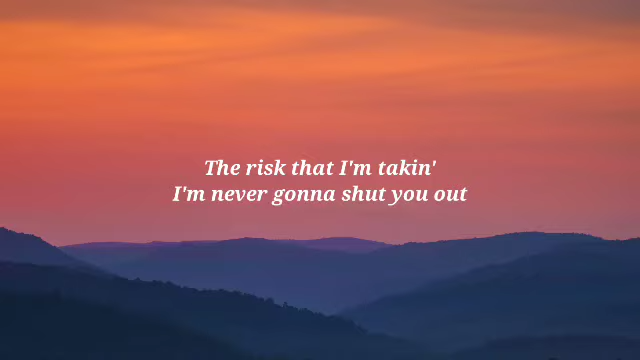 The risk that I'm takin'
I'm never gonna shut you out